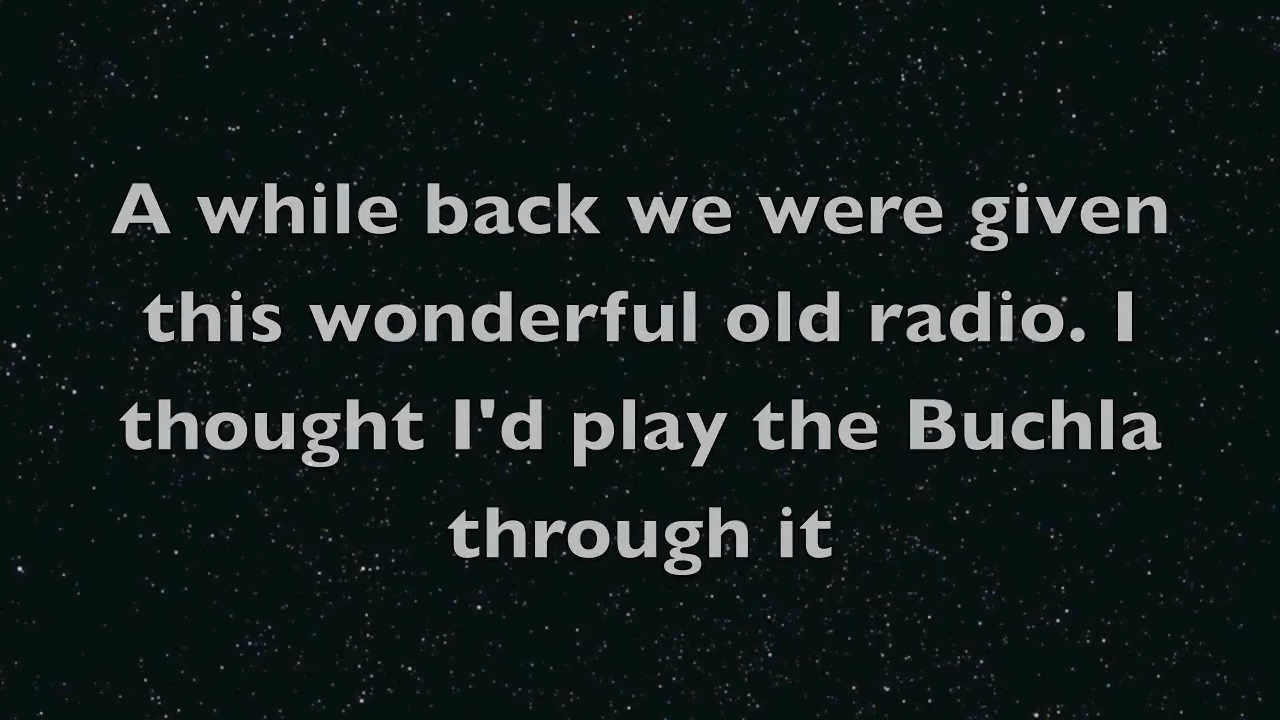 A while back we were given
this wonderful old radio. I
thought I'd play the Buchla
through it